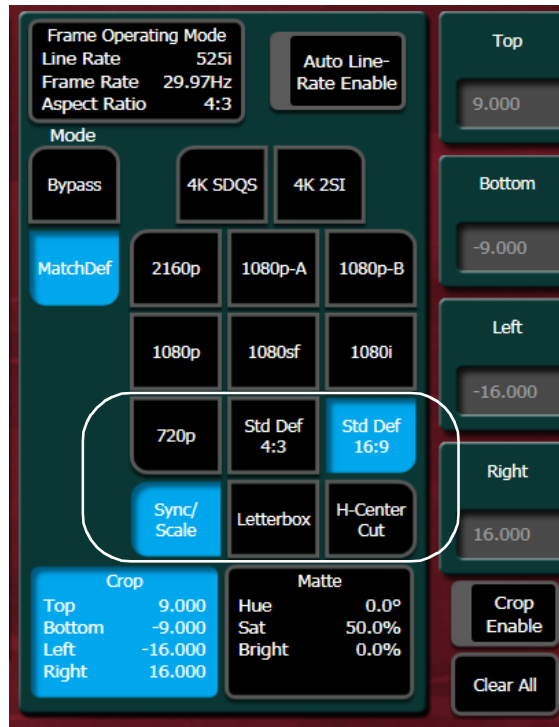 Frame Operating Mode
Line Rate 525i
Frame Rate 29.97Hz
Aspect Ratio 4:3
Auto Line-
Rate Enable
Mode
Bypass
4K SDQS
4K 2SI
MatchDef
2160p
1080p-A
1080p-B
1080p
1080sf
1080i
720p
Std Def
4:3
Std Def
16:9
Sync/
Scale
Letterbox
H-Center
Cut
Crop
Top 9.000
Bottom -9.000
Left -16.000
Right 16.000
Matte
Hue 0.0°
Sat 50.0%
Bright 0.0%
Top
9.000
Bottom
-9.000
Left
-16.000
Right
16.000
Crop
Enable
Clear All